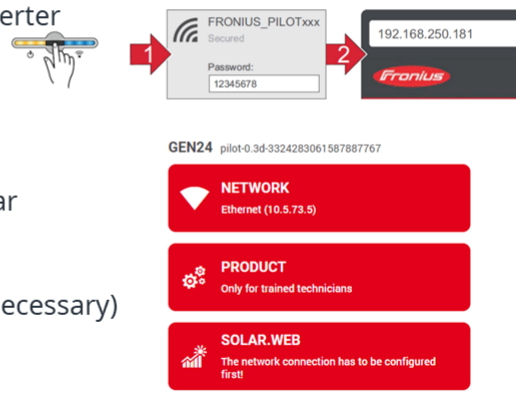 erter
FRONIUS_PILOTxxx
Secured
Password:
12345678
1
2
192.168.250.181
Fronius
GEN24 pilot-0.3d-3324283061587887767
NETWORK
Ethernet (10.5.73.5)
ar
PRODUCT
Only for trained technicians
ecessary)
SOLAR.WEB
The network connection has to be configured
first!